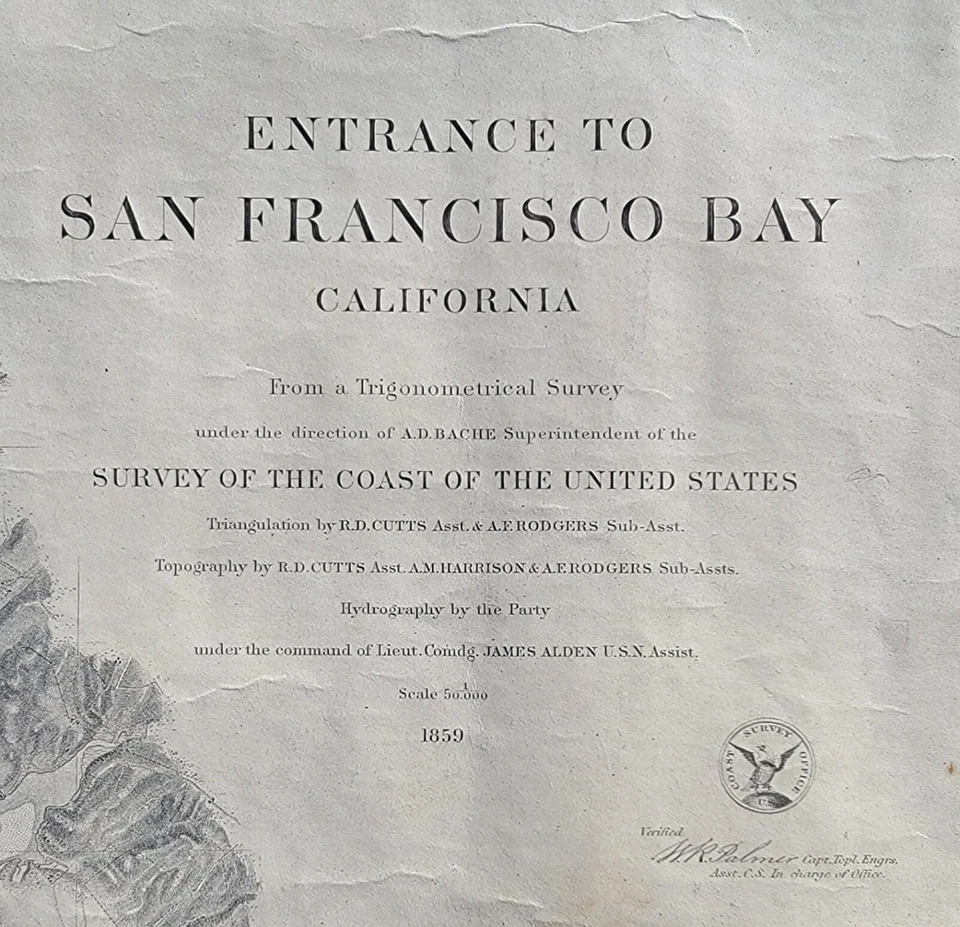 ENTRANCE TO
SAN FRANCISCO BAY
CALIFORNIA
From a Trigonometrical Survey
under the direction of A.D. BACHE Superintendent of the
SURVEY OF THE COAST OF THE UNITED STATES
Triangulation by R.D. CUTTS Asst. & A.F. RODGERS Sub-Asst.
Topography by R.D. CUTTS Asst. A.M. HARRISON & A.F. RODGERS Sub-Assts.
Hydrography by the Party
under the command of Lieut. Comdg. JAMES ALDEN U.S.N. Assist.
Scale 1/50.000
1859
COAST SURVEY OFFICE
U.S.
Verified
W.R. Palmer Capt. Topl. Engrs.
Asst. C.S. In charge of Office.